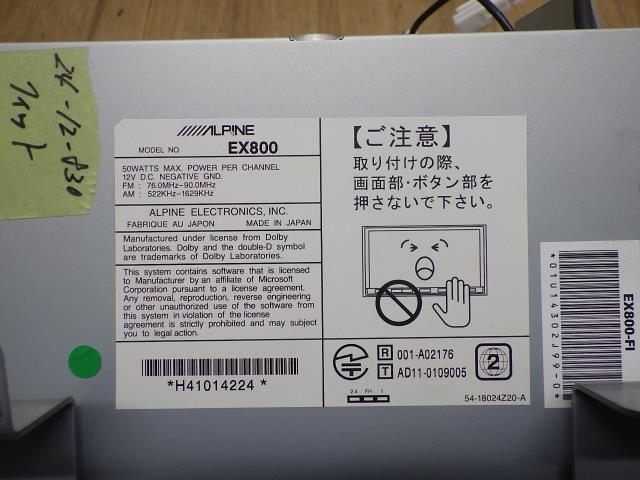 24-12-830
ALPINE
MODEL NO. EX800
50WATTS MAX. POWER PER CHANNEL
12V D.C. NEGATIVE GND.
FM : 76.0MHz-90.0MHz
AM : 522KHz-1629KHz
ALPINE ELECTRONICS, INC.
FABRIQUE AU JAPON MADE IN JAPAN
Manufactured under license from Dolby
Laboratories. Dolby and the double-D symbol
are trademarks of Dolby Laboratories.
This system contains software that is licensed
to Manufacturer by an affiliate of Microsoft
Corporation pursuant to a license agreement.
Any removal, reproduction, reverse engineering
or other unauthorized use of the software from
this system in violation of the license
agreement is strictly prohibited and may subject
you to legal action.
*H41014224*
【ご注意】
取り付けの際、
画面部・ボタン部を
押さないで下さい。
R 001-A02176
T AD11-0109005
2
2.4 FH 1
54-18024Z20-A
EX800-FI
*01U14302J99-0*